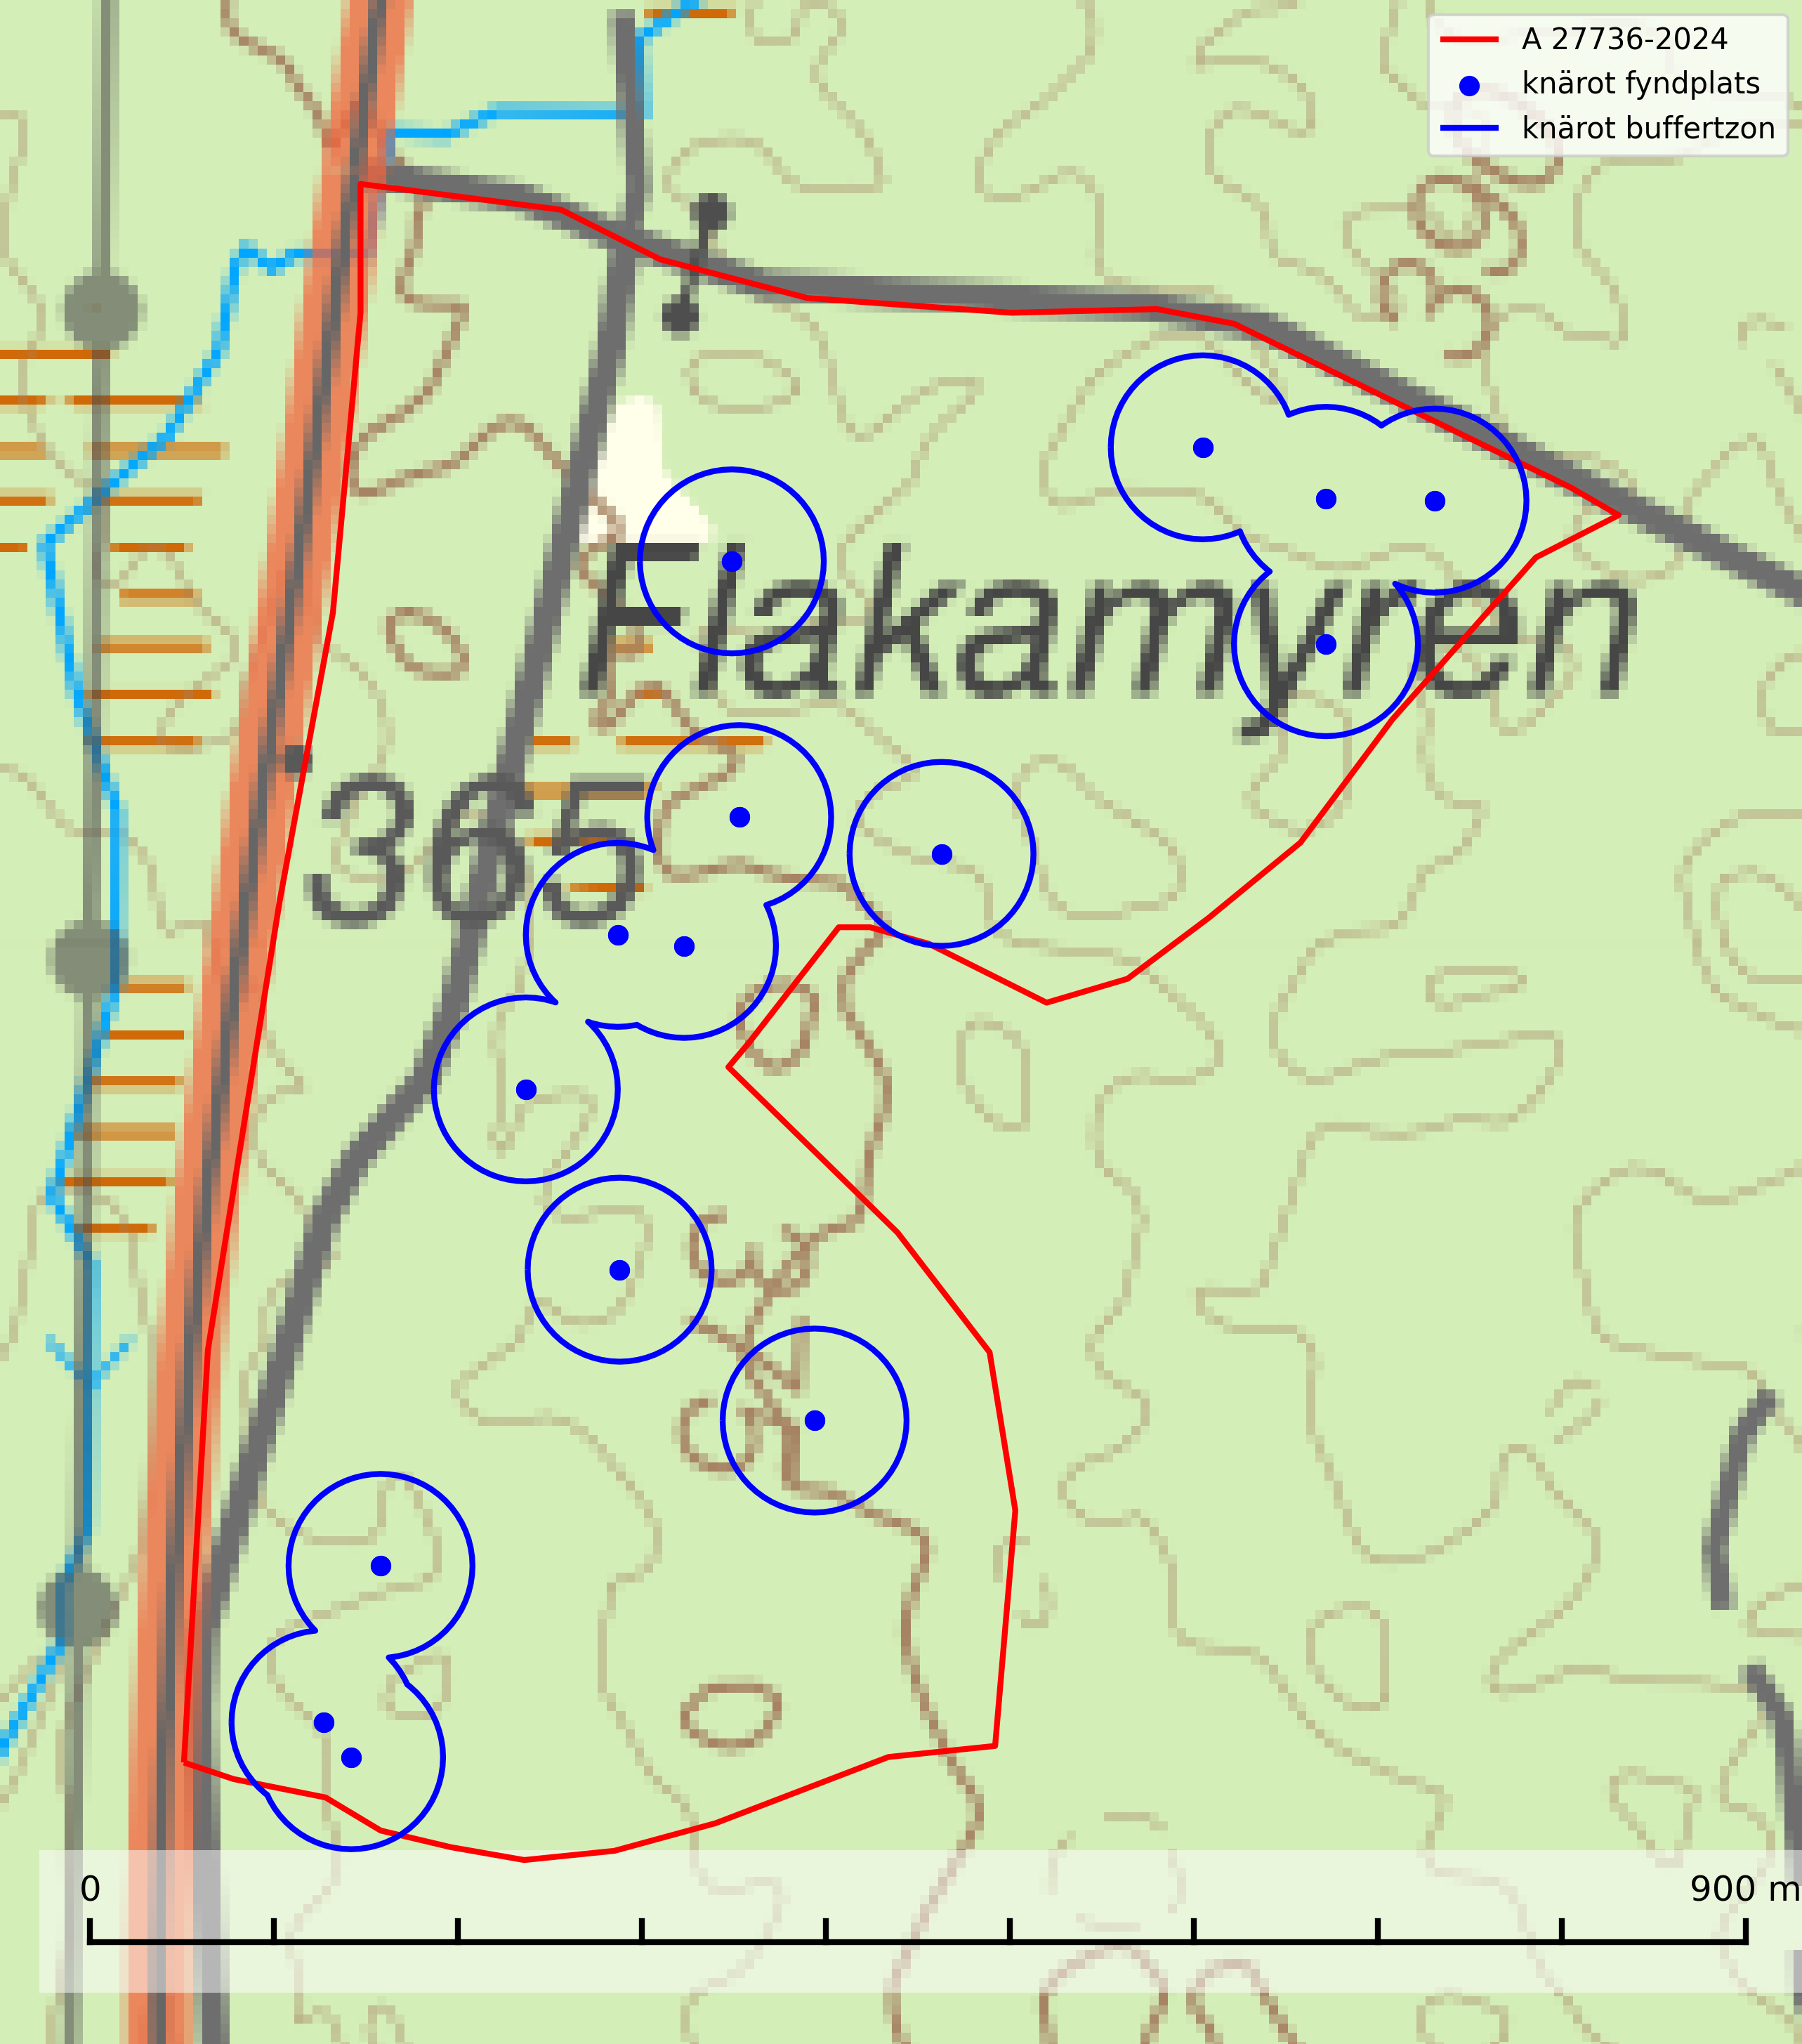 A 27736-2024
knärot fyndplats
knärot buffertzon
Flakamyren
365
0
900 m